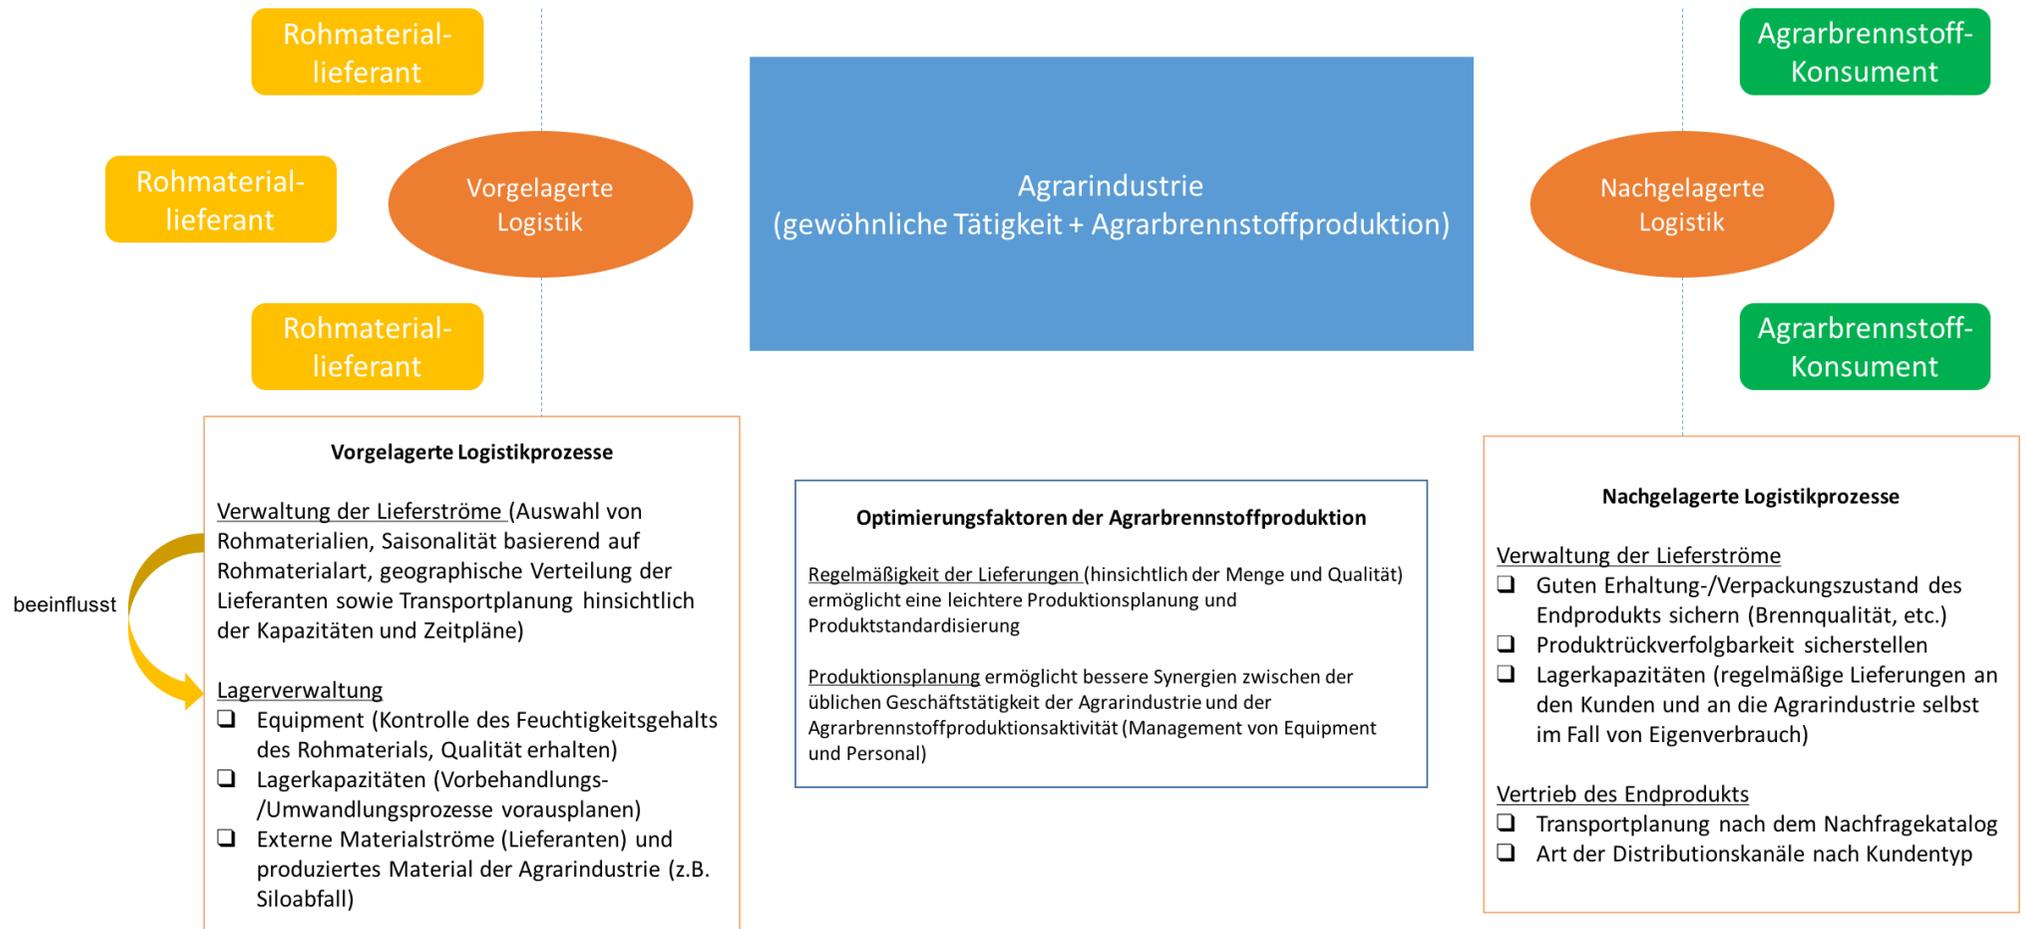 Rohmaterial-
lieferant
Rohmaterial-
lieferant
Rohmaterial-
lieferant
Vorgelagerte
Logistik
Agrarindustrie
(gewöhnliche Tätigkeit + Agrarbrennstoffproduktion)
Nachgelagerte
Logistik
Agrarbrennstoff-
Konsument
Agrarbrennstoff-
Konsument
beeinflusst
Vorgelagerte Logistikprozesse
Verwaltung der Lieferströme (Auswahl von
Rohmaterialien, Saisonalität basierend auf
Rohmaterialart, geographische Verteilung der
Lieferanten sowie Transportplanung hinsichtlich
der Kapazitäten und Zeitpläne)
Lagerverwaltung
❑ Equipment (Kontrolle des Feuchtigkeitsgehalts
des Rohmaterials, Qualität erhalten)
❑ Lagerkapazitäten (Vorbehandlungs-
/Umwandlungsprozesse vorausplanen)
❑ Externe Materialströme (Lieferanten) und
produziertes Material der Agrarindustrie (z.B.
Siloabfall)
Optimierungsfaktoren der Agrarbrennstoffproduktion
Regelmäßigkeit der Lieferungen (hinsichtlich der Menge und Qualität)
ermöglicht eine leichtere Produktionsplanung und
Produktstandardisierung
Produktionsplanung ermöglicht bessere Synergien zwischen der
üblichen Geschäftstätigkeit der Agrarindustrie und der
Agrarbrennstoffproduktionsaktivität (Management von Equipment
und Personal)
Nachgelagerte Logistikprozesse
Verwaltung der Lieferströme
❑ Guten Erhaltung-/Verpackungszustand des
Endprodukts sichern (Brennqualität, etc.)
❑ Produktrückverfolgbarkeit sicherstellen
❑ Lagerkapazitäten (regelmäßige Lieferungen an
den Kunden und an die Agrarindustrie selbst
im Fall von Eigenverbrauch)
Vertrieb des Endprodukts
❑ Transportplanung nach dem Nachfragekatalog
❑ Art der Distributionskanäle nach Kundentyp